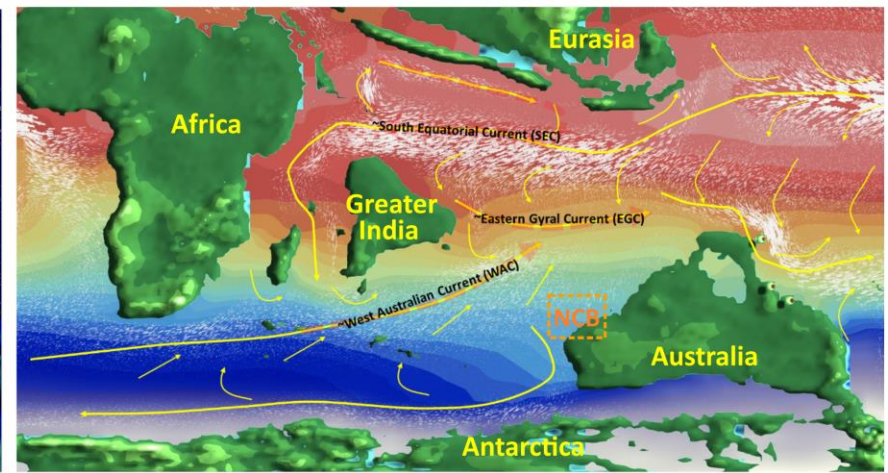 Eurasia
Africa
~South Equatorial Current (SEC)
Greater
India
~Eastern Gyral Current (EGC)
~West Australian Current (WAC)
NCB
Australia
Antarctica